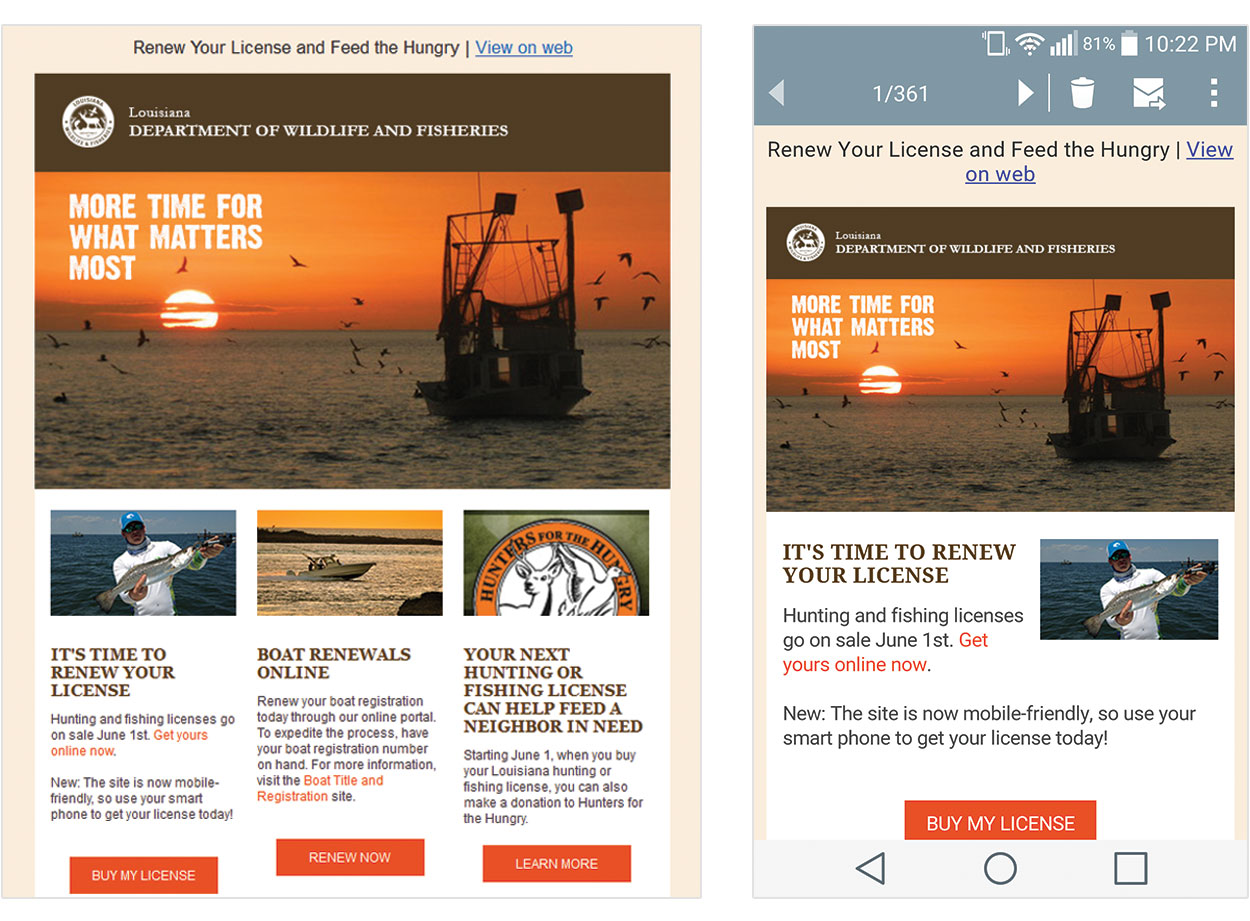 Renew Your License and Feed the Hungry | View on web
Louisiana
DEPARTMENT OF WILDLIFE AND FISHERIES
MORE TIME FOR
WHAT MATTERS
MOST
IT'S TIME TO
RENEW YOUR
LICENSE
Hunting and fishing licenses go
on sale June 1st. Get yours
online now.
New: The site is now mobile-
friendly, so use your smart
phone to get your license today!
BUY MY LICENSE
BOAT RENEWALS
ONLINE
Renew your boat registration
today through our online portal.
To expedite the process, have
your boat registration number
on hand. For more information,
visit the Boat Title and
Registration site.
RENEW NOW
HUNTERS FOR THE HUNGRY
YOUR NEXT
HUNTING OR
FISHING LICENSE
CAN HELP FEED A
NEIGHBOR IN NEED
Starting June 1, when you buy
your Louisiana hunting or
fishing license, you can also
make a donation to Hunters for
the Hungry.
LEARN MORE
81% 10:22 PM
1/361
Renew Your License and Feed the Hungry | View
on web
Louisiana
DEPARTMENT OF WILDLIFE AND FISHERIES
MORE TIME FOR
WHAT MATTERS
MOST
IT'S TIME TO RENEW
YOUR LICENSE
Hunting and fishing licenses
go on sale June 1st. Get
yours online now.
New: The site is now mobile-friendly, so use your
smart phone to get your license today!
BUY MY LICENSE